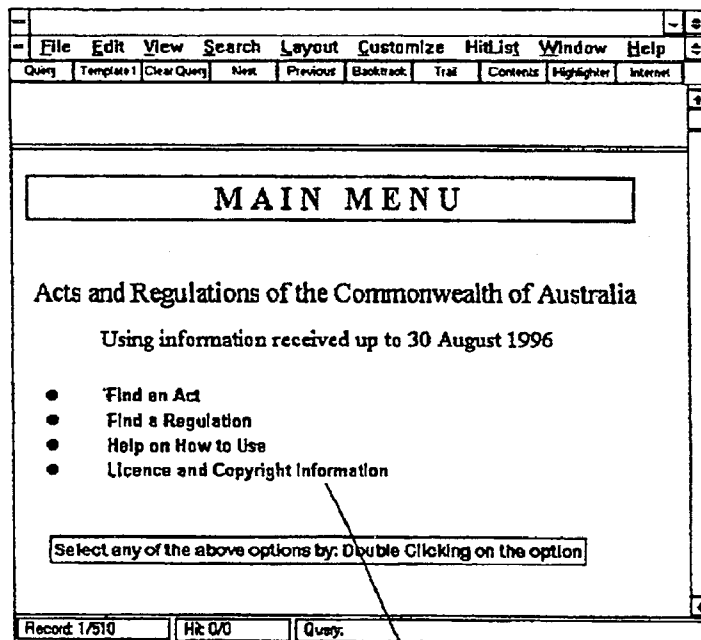 File Edit View Search Layout Customize HitList Window Help
Query Template 1 Clear Query Next Previous Backtrack Trail Contents Highlighter Internet
MAIN MENU
Acts and Regulations of the Commonwealth of Australia
Using information received up to 30 August 1996
Find an Act
Find a Regulation
Help on How to Use
Licence and Copyright Information
Select any of the above options by: Double Clicking on the option
Record: 1/510 Hit: 0/0 Query: